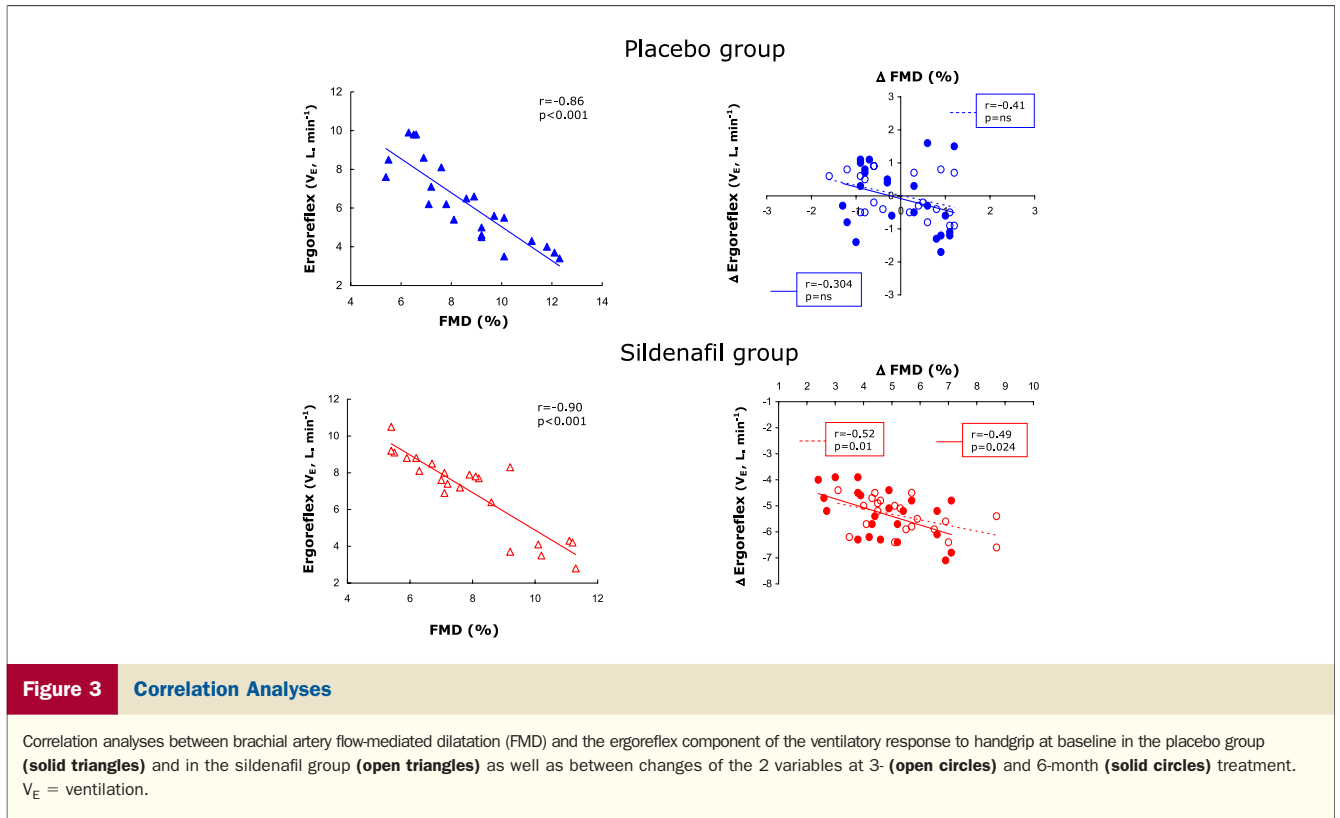 Placebo group
12
10
8
6
4
2
4 6 8 10 12 14
Ergoreflex (V_E, L. min⁻¹)
FMD (%)
r=-0.86
p<0.001
Δ FMD (%)
3
2
1
0
-1
-2
-3
-3 -2 -1 0 1 2 3
Δ Ergoreflex (V_E, L. min⁻¹)
r=-0.41
p=ns
r=-0.304
p=ns
Sildenafil group
12
10
8
6
4
2
4 6 8 10 12
Ergoreflex (V_E, L. min⁻¹)
FMD (%)
r=-0.90
p<0.001
Δ FMD (%)
1 2 3 4 5 6 7 8 9 10
-1
-2
-3
-4
-5
-6
-7
-8
Δ Ergoreflex (V_E, L. min⁻¹)
r=-0.52
p=0.01
r=-0.49
p=0.024
Figure 3 Correlation Analyses
Correlation analyses between brachial artery flow-mediated dilatation (FMD) and the ergoreflex component of the ventilatory response to handgrip at baseline in the placebo group
(solid triangles) and in the sildenafil group (open triangles) as well as between changes of the 2 variables at 3- (open circles) and 6-month (solid circles) treatment.
V_E = ventilation.